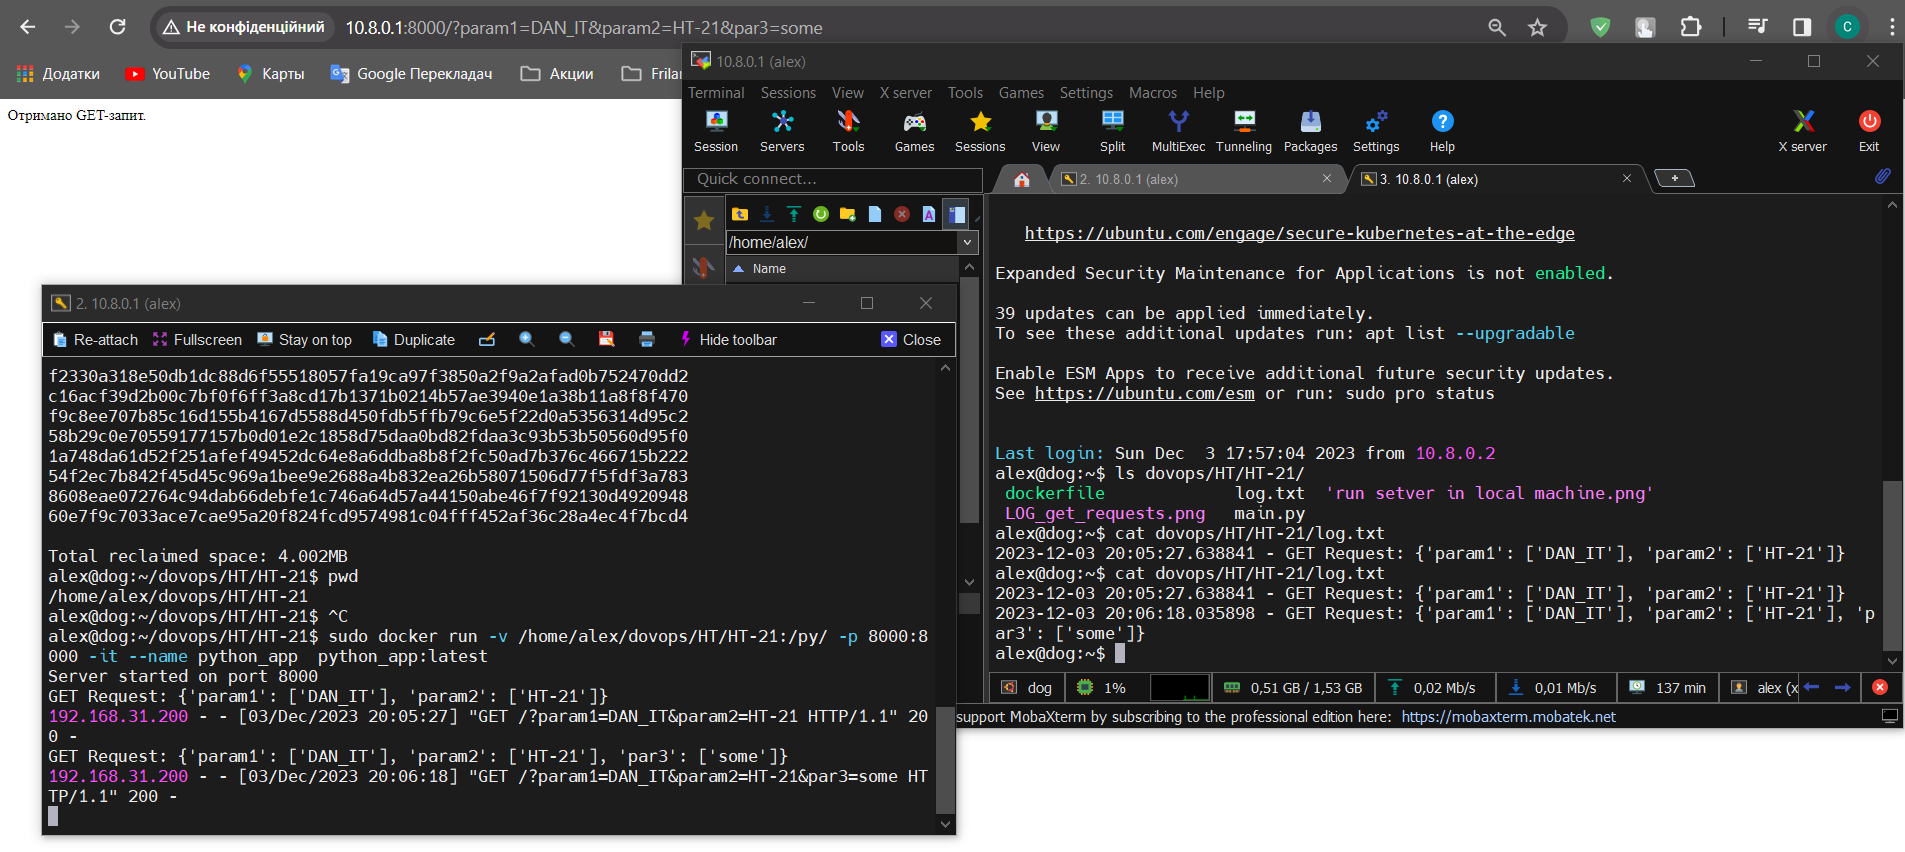 Не конфіденційний 10.8.0.1:8000/?param1=DAN_IT&param2=HT-21&par3=some
C
Додатки YouTube Карты Google Перекладач Акции Frila
Отримано GET-запит.
10.8.0.1 (alex)
Terminal Sessions View X server Tools Games Settings Macros Help
Session Servers Tools Games Sessions View Split MultiExec Tunneling Packages Settings Help X server Exit
Quick connect...
2. 10.8.0.1 (alex)
3. 10.8.0.1 (alex)
/home/alex/
Name
https://ubuntu.com/engage/secure-kubernetes-at-the-edge
Expanded Security Maintenance for Applications is not enabled.
39 updates can be applied immediately.
To see these additional updates run: apt list --upgradable
Enable ESM Apps to receive additional future security updates.
See https://ubuntu.com/esm or run: sudo pro status
Last login: Sun Dec  3 17:57:04 2023 from 10.8.0.2
alex@dog:~$ ls dovops/HT/HT-21/
dockerfile             log.txt  'run setver in local machine.png'
LOG_get_requests.png   main.py
alex@dog:~$ cat dovops/HT/HT-21/log.txt
2023-12-03 20:05:27.638841 - GET Request: {'param1': ['DAN_IT'], 'param2': ['HT-21']}
alex@dog:~$ cat dovops/HT/HT-21/log.txt
2023-12-03 20:05:27.638841 - GET Request: {'param1': ['DAN_IT'], 'param2': ['HT-21']}
2023-12-03 20:06:18.035898 - GET Request: {'param1': ['DAN_IT'], 'param2': ['HT-21'], 'p
ar3': ['some']}
alex@dog:~$
dog 1% 0,51 GB / 1,53 GB 0,02 Mb/s 0,01 Mb/s 137 min alex (x
support MobaXterm by subscribing to the professional edition here: https://mobaxterm.mobatek.net
2. 10.8.0.1 (alex)
Re-attach Fullscreen Stay on top Duplicate Hide toolbar Close
f2330a318e50db1dc88d6f55518057fa19ca97f3850a2f9a2afad0b752470dd2
c16acf39d2b00c7bf0f6ff3a8cd17b1371b0214b57ae3940e1a38b11a8f8f470
f9c8ee707b85c16d155b4167d5588d450fdb5ffb79c6e5f22d0a5356314d95c2
58b29c0e70559177157b0d01e2c1858d75daa0bd82fdaa3c93b53b50560d95f0
1a748da61d52f251afef49452dc64e8a6ddba8b8f2fc50ad7b376c466715b222
54f2ec7b842f45d45c969a1bee9e2688a4b832ea26b58071506d77f5fdf3a783
8608eae072764c94dab66debfe1c746a64d57a44150abe46f7f92130d4920948
60e7f9c7033ace7cae95a20f824fcd9574981c04fff452af36c28a4ec4f7bcd4
Total reclaimed space: 4.002MB
alex@dog:~/dovops/HT/HT-21$ pwd
/home/alex/dovops/HT/HT-21
alex@dog:~/dovops/HT/HT-21$ ^C
alex@dog:~/dovops/HT/HT-21$ sudo docker run -v /home/alex/dovops/HT/HT-21:/py/ -p 8000:8
000 -it --name python_app  python_app:latest
Server started on port 8000
GET Request: {'param1': ['DAN_IT'], 'param2': ['HT-21']}
192.168.31.200 - - [03/Dec/2023 20:05:27] "GET /?param1=DAN_IT&param2=HT-21 HTTP/1.1" 20
0 -
GET Request: {'param1': ['DAN_IT'], 'param2': ['HT-21'], 'par3': ['some']}
192.168.31.200 - - [03/Dec/2023 20:06:18] "GET /?param1=DAN_IT&param2=HT-21&par3=some HT
TP/1.1" 200 -